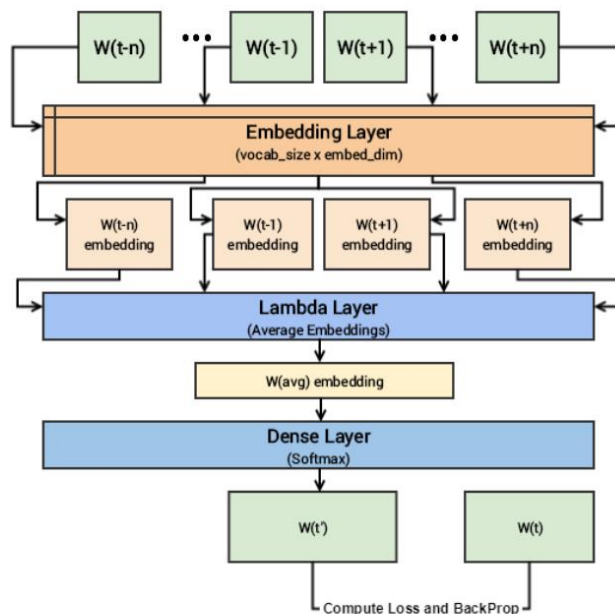 W(t-n) ••• W(t-1) W(t+1) ••• W(t+n)
Embedding Layer
(vocab_size x embed_dim)
W(t-n) embedding
W(t-1) embedding
W(t+1) embedding
W(t+n) embedding
Lambda Layer
(Average Embeddings)
W(avg) embedding
Dense Layer
(Softmax)
W(t') W(t)
Compute Loss and BackProp